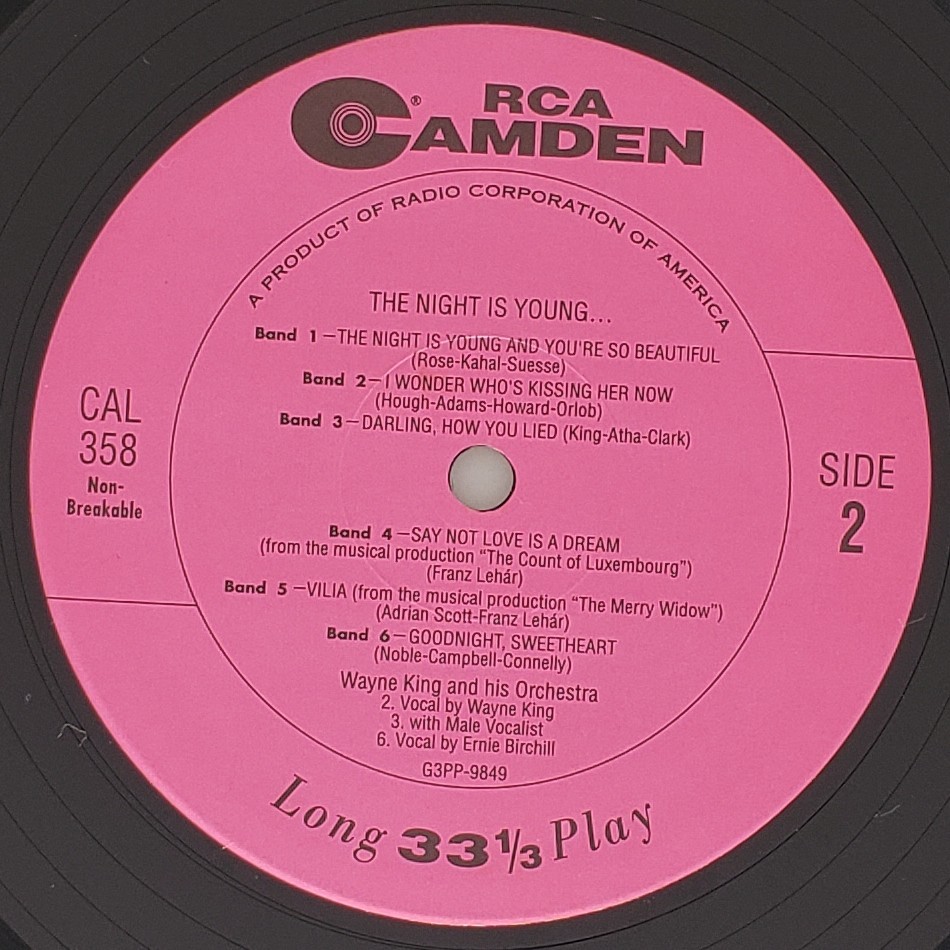 RCA
CAMDEN®
A PRODUCT OF RADIO CORPORATION OF AMERICA
THE NIGHT IS YOUNG...
Band 1—THE NIGHT IS YOUNG AND YOU'RE SO BEAUTIFUL
(Rose-Kahal-Suesse)
Band 2—I WONDER WHO'S KISSING HER NOW
(Hough-Adams-Howard-Orlob)
Band 3—DARLING, HOW YOU LIED (King-Atha-Clark)
CAL
358
Non-
Breakable
SIDE
2
Band 4—SAY NOT LOVE IS A DREAM
(from the musical production “The Count of Luxembourg”)
(Franz Lehár)
Band 5—VILIA (from the musical production “The Merry Widow”)
(Adrian Scott-Franz Lehár)
Band 6—GOODNIGHT, SWEETHEART
(Noble-Campbell-Connelly)
Wayne King and his Orchestra
2. Vocal by Wayne King
3. with Male Vocalist
6. Vocal by Ernie Birchill
G3PP-9849
Long 33 1/3 Play